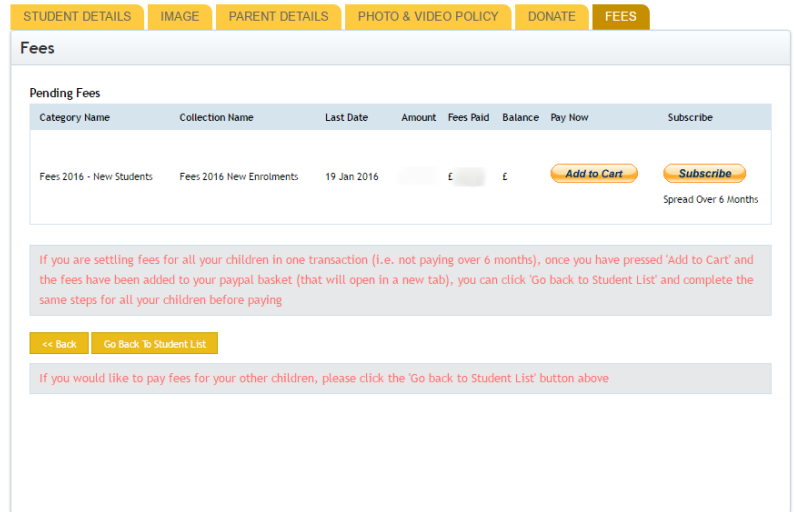 STUDENT DETAILS IMAGE PARENT DETAILS PHOTO & VIDEO POLICY DONATE FEES
Fees
Pending Fees
Category Name Collection Name Last Date Amount Fees Paid Balance Pay Now Subscribe
Fees 2016 - New Students Fees 2016 New Enrolments 19 Jan 2016 £ £ Add to Cart Subscribe
Spread Over 6 Months
If you are settling fees for all your children in one transaction (i.e. not paying over 6 months), once you have pressed 'Add to Cart' and
the fees have been added to your paypal basket (that will open in a new tab), you can click 'Go back to Student List' and complete the
same steps for all your children before paying
<< Back Go Back To Student List
If you would like to pay fees for your other children, please click the 'Go back to Student List' button above